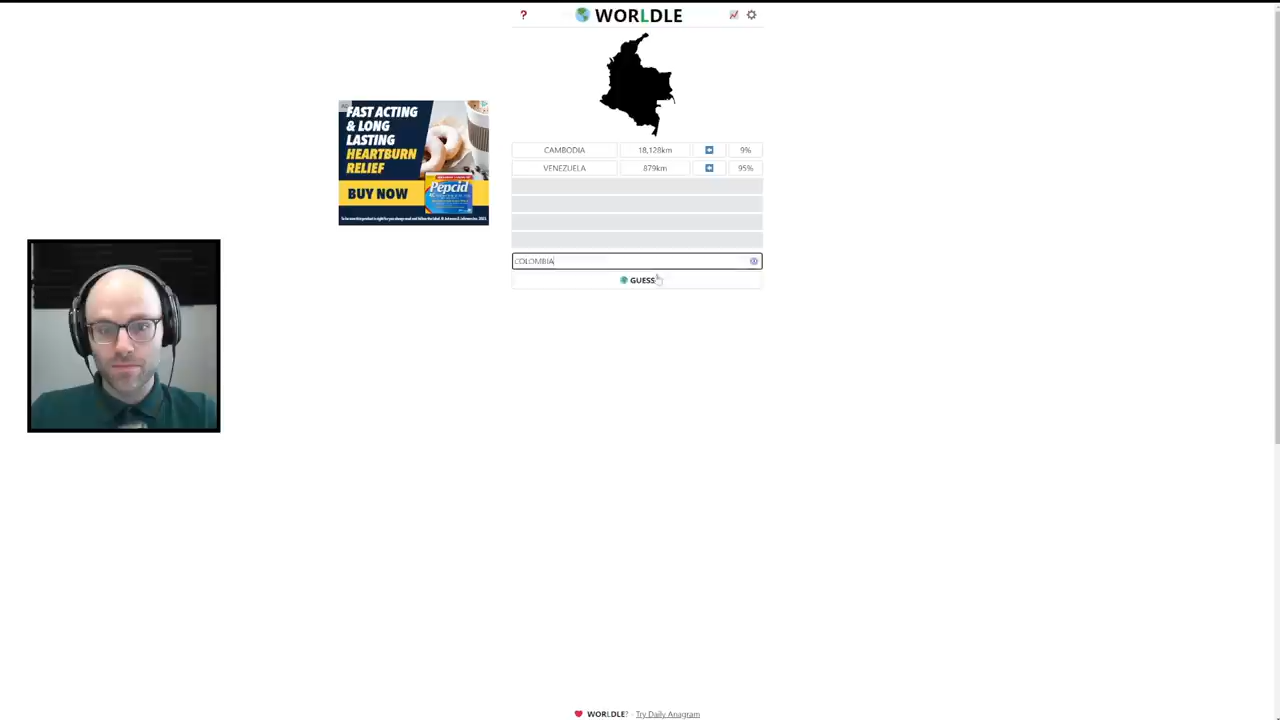 ? WORLDLE
AD
FAST ACTING
& LONG
LASTING
HEARTBURN
RELIEF
BUY NOW
Pepcid
CAMBODIA 18,128km 9%
VENEZUELA 879km 95%
COLOMBIA
GUESS
WORLDLE? - Try Daily Anagram